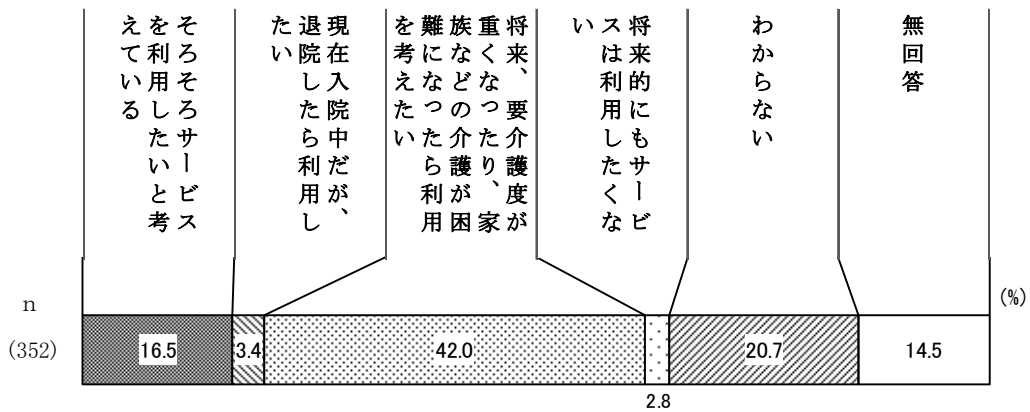 そろそろサービス
を利用したいと考
えている
現在入院中だが、
退院したら利用し
たい
将来、要介護度が
重くなったり、家
族などの介護が困
難になったら利用
を考えたい
将来的にもサービ
スは利用したくな
い
わからない
無回答
(%)
n
(352)
16.5
3.4
42.0
2.8
20.7
14.5